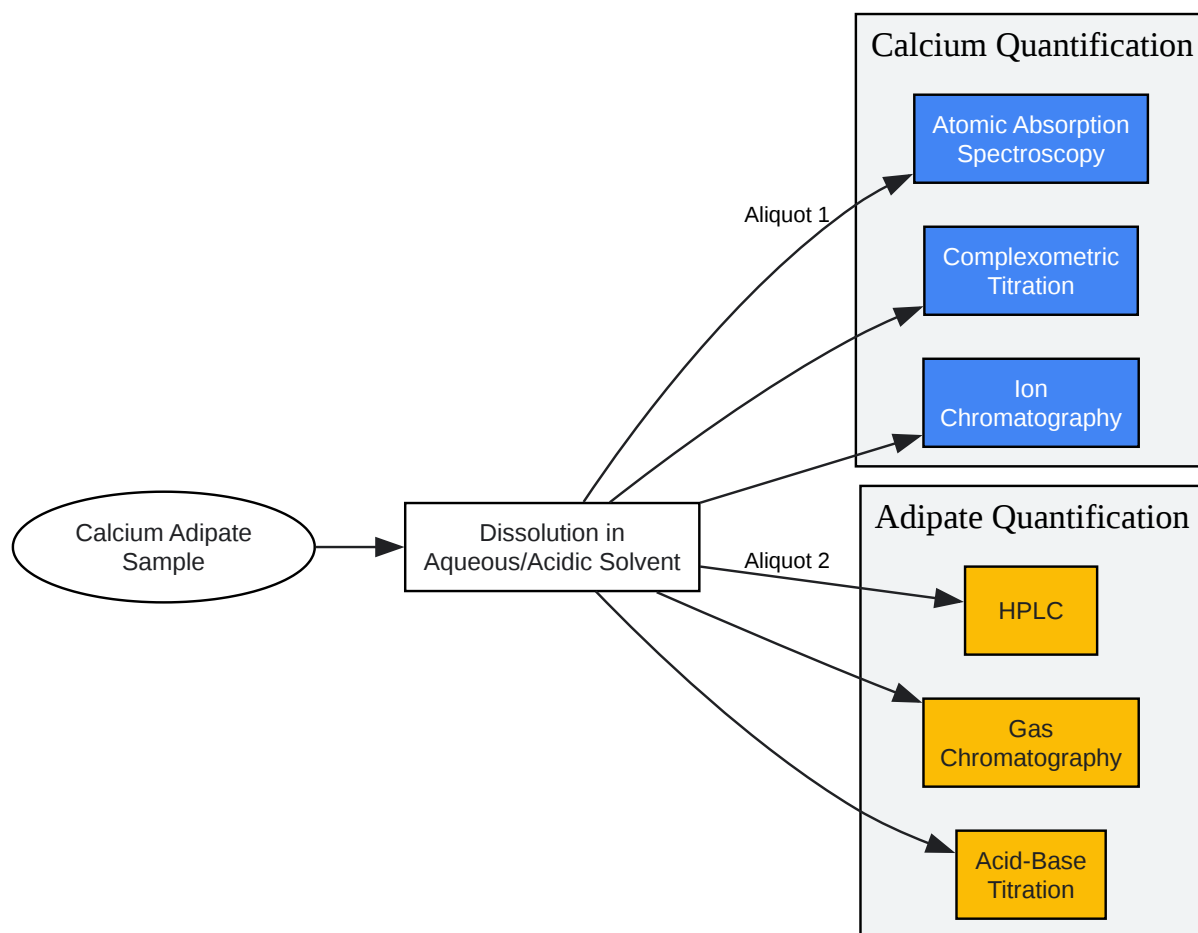 Calcium Quantification
Atomic Absorption
Spectroscopy
Aliquot 1
Complexometric
Titration
Ion
Chromatography
Calcium Adipate
Sample
Dissolution in
Aqueous/Acidic Solvent
Adipate Quantification
Aliquot 2
HPLC
Gas
Chromatography
Acid-Base
Titration